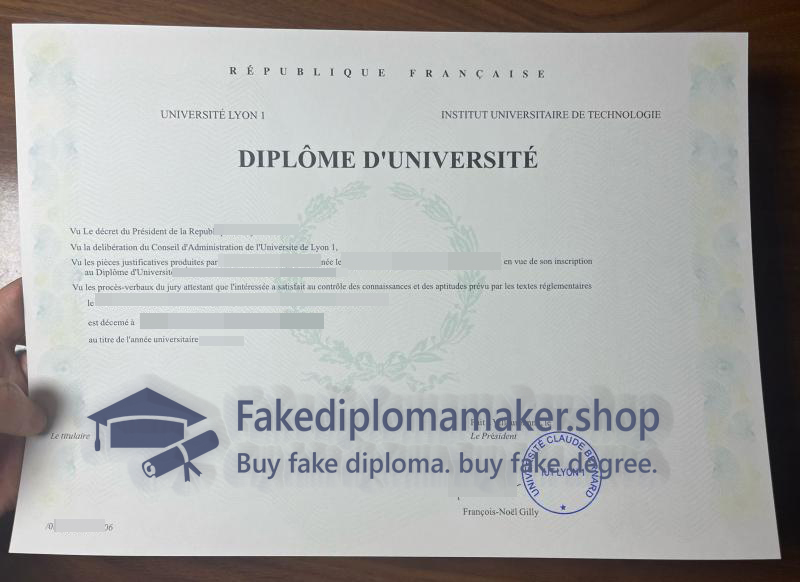 RÉPUBLIQUE FRANÇAISE
UNIVERSITÉ LYON 1 INSTITUT UNIVERSITAIRE DE TECHNOLOGIE
DIPLÔME D'UNIVERSITÉ
Vu Le décret du Président de la
Vu la delibération du Conseil d'Administration de l'Universite de Lyon 1,
Vu les pièces justificatives produites par née le en vue de son inscription
au Diplôme d'Université
Vu les procès-verbaux du jury attestant que l'intéressée a satisfait au contrôle des connaissances et des aptitudes prévu par les textes réglementaires
le
est décerné à
au titre de l'année universitaire
Fakediplomamaker.shop
Le titulaire Le Président
Buy fake diploma. buy fake degree.
UNIVERSITÉ CLAUDE BERNARD
IUT LYON 1
François-Noël Gilly